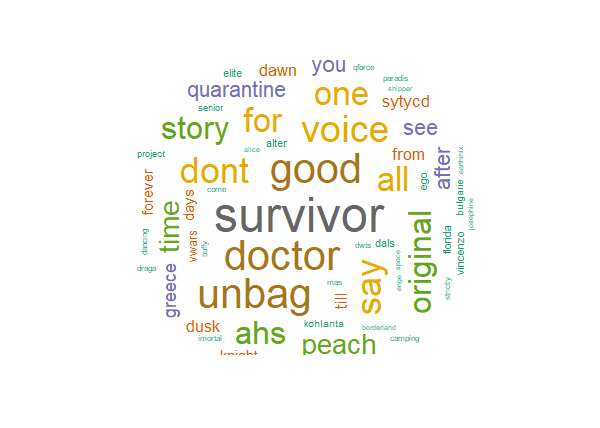 elite dawn you qforce
paradis
quarantine one shipper
senior sytycd
story for voice see
project alter alice from after earthmix
dont good all ego
forever days come bulgarie
survivor josephine
time original
dancing vwars buffy doctor dwts dals florida vincenzo
draga space
greece unbag mas say ange strictly
till
dusk kohlanta borderland
imortal ahs peach camping
knight